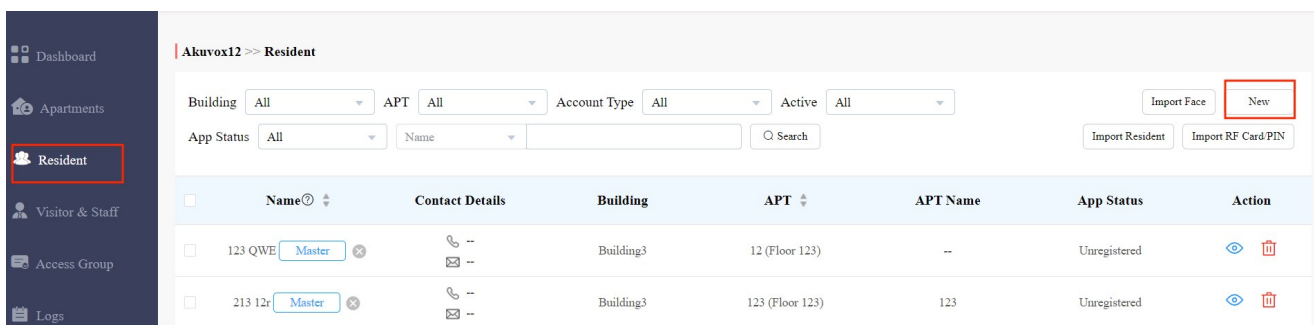 Dashboard
Apartments
Resident
Visitor & Staff
Access Group
Logs
Akuvox12 >> Resident
Building All APT All Account Type All Active All Import Face New
App Status All Name Search Import Resident Import RF Card/PIN
Name Contact Details Building APT APT Name App Status Action
123 QWE Master -- Building3 12 (Floor 123) -- Unregistered
--
213 12r Master -- Building3 123 (Floor 123) 123 Unregistered
--